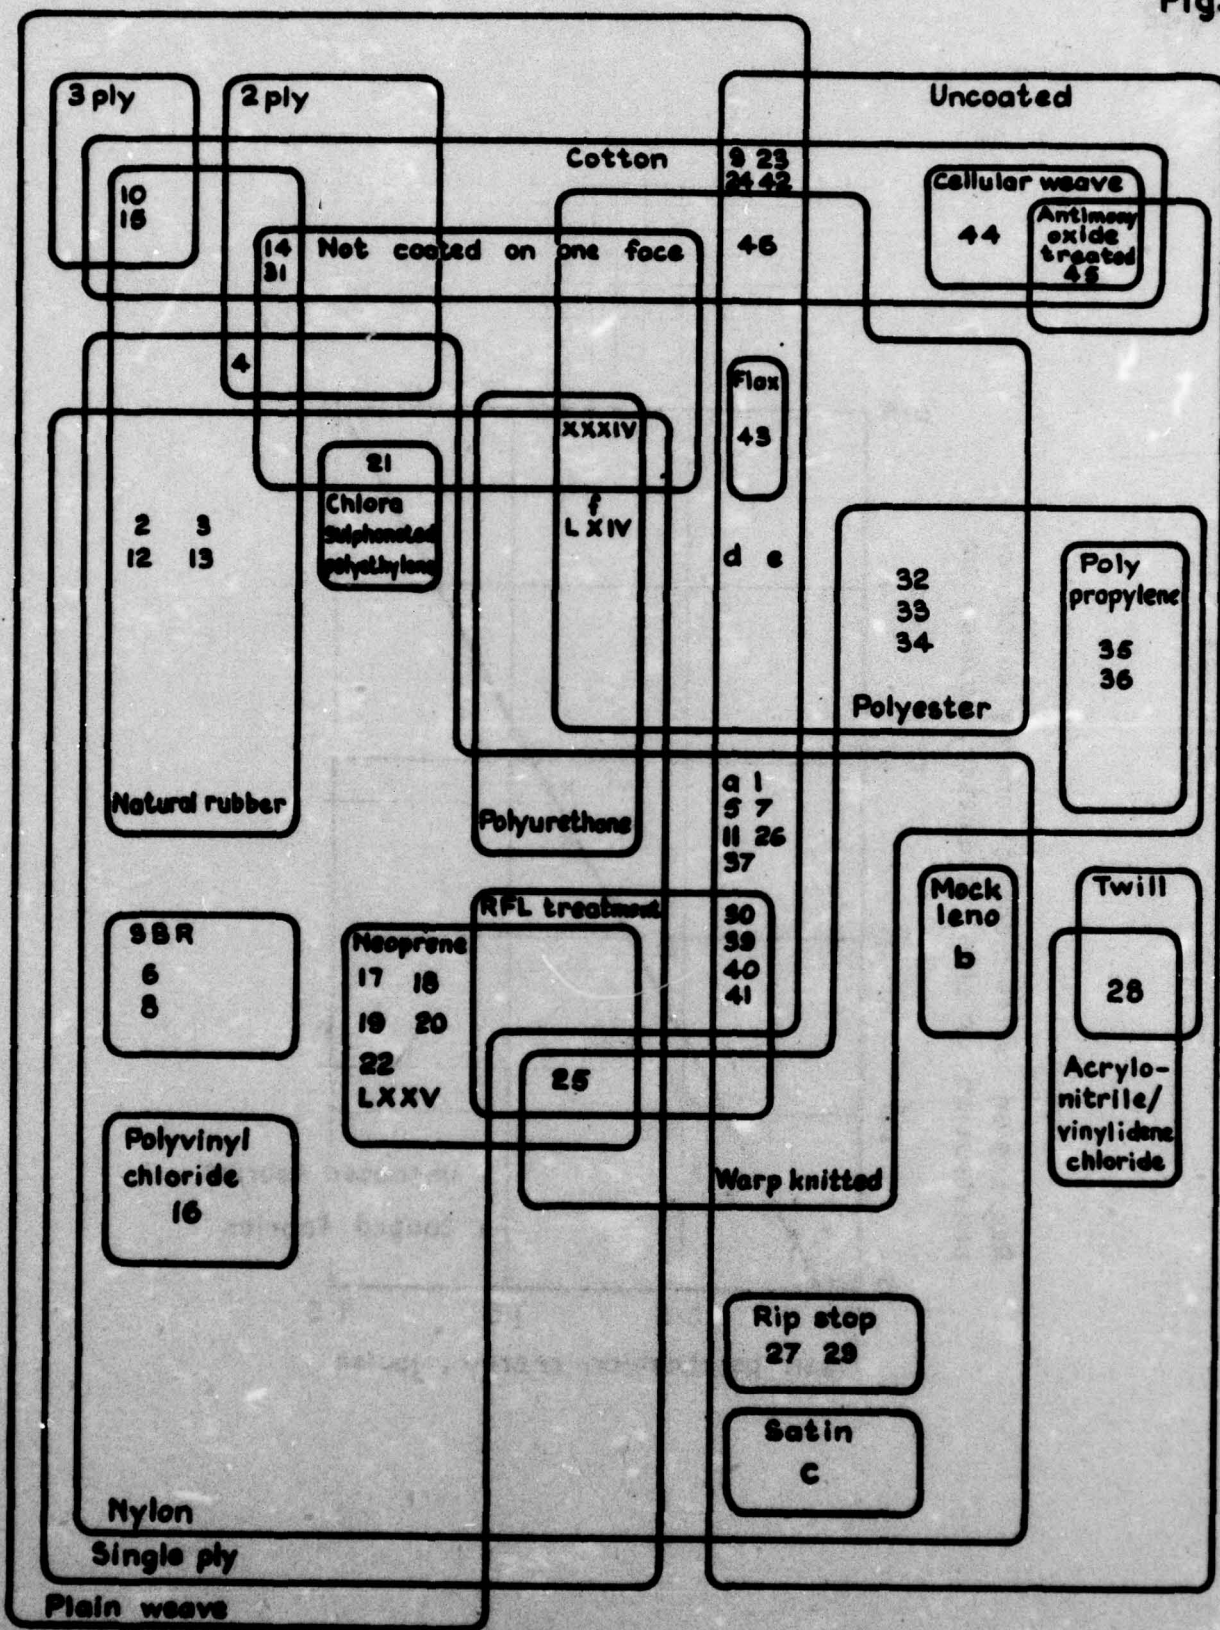 Fig.
3 ply
2 ply
Uncoated
Cotton
9 23
24 42
Cellular weave
10
15
Antimony
oxide
treated
45
44
14
31
Not coated on one face
46
4
Flax
43
XXXIV
21
Chloro
sulphonated
polyethylene
f
LXIV
2 3
12 13
d e
32
33
34
Poly
propylene
35
36
Polyester
a 1
5 7
11 26
37
Natural rubber
Polyurethane
Mock
leno
b
Twill
28
RFL treatment
30
39
40
41
SBR
6
8
Neoprene
17 18
19 20
22
LXXV
25
Acrylo-
nitrile/
vinylidene
chloride
Polyvinyl
chloride
16
Warp knitted
Rip stop
27 29
Satin
c
Nylon
Single ply
Plain weave